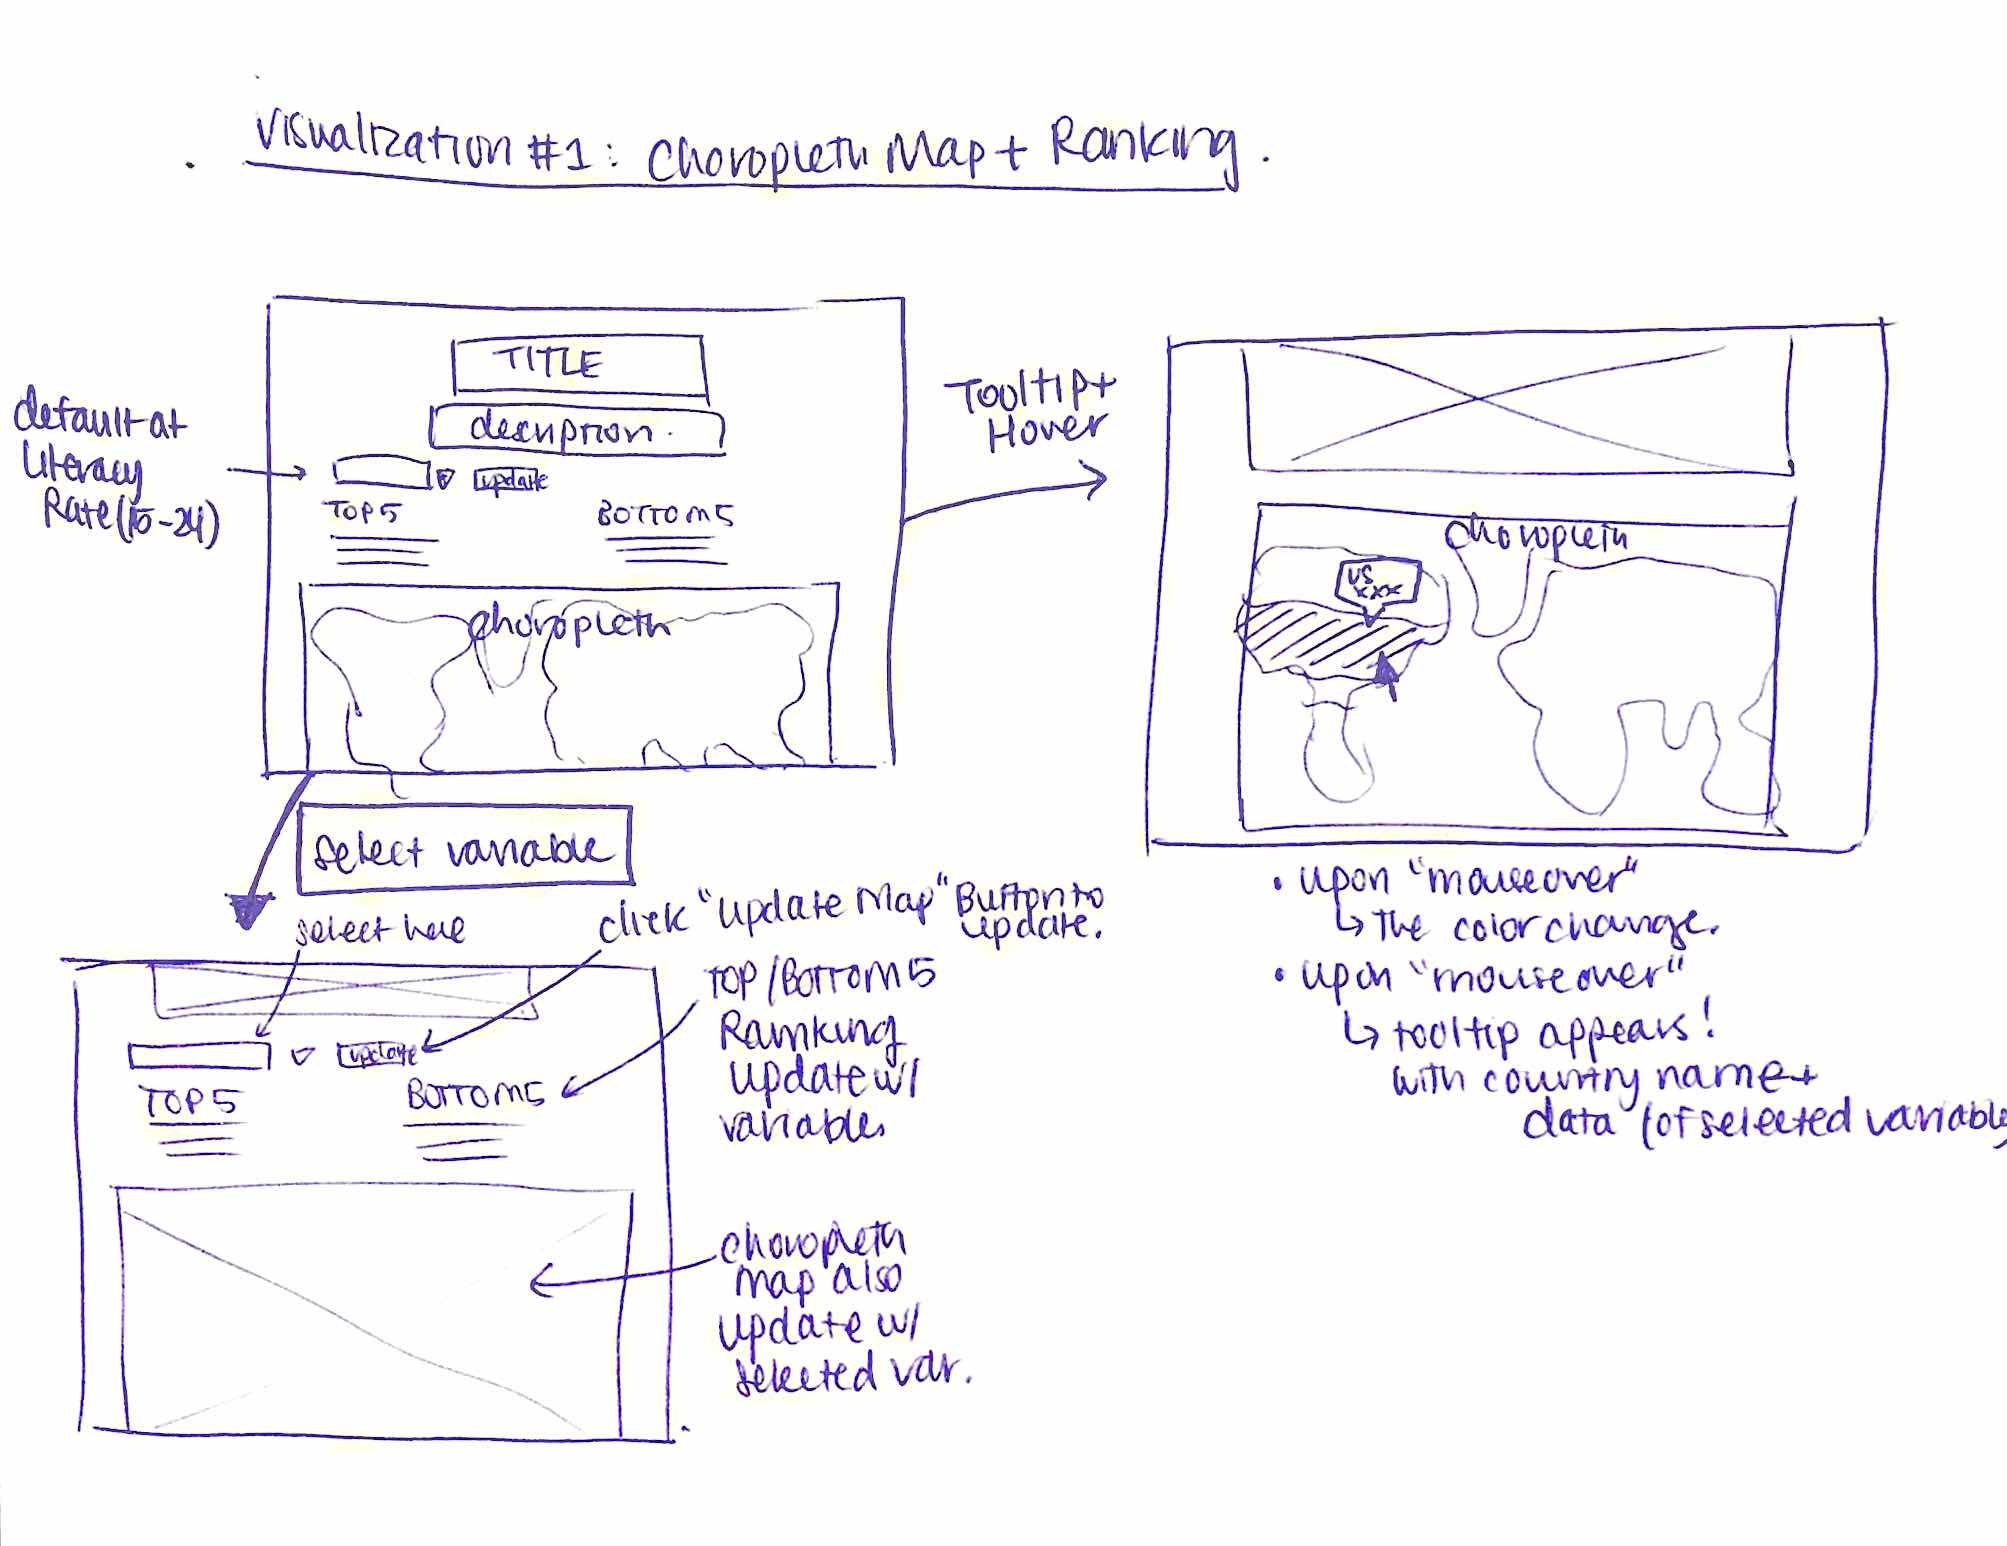 Visualization #1: Choropleth Map + Ranking.
TITLE
description.
default at
Literacy
Rate (15-24)
update
TOP 5
BOTTOM 5
choropleth
Tooltip +
Hover
choropleth
US
xxx
select variable
select here
click "Update Map" Button to
update.
TOP/BOTTOM 5
Ranking
update w/
variable.
update
TOP 5
BOTTOM 5
choropleth
map also
update w/
selected var.
• upon "mouseover"
↳ The color change.
• upon "mouseover"
↳ tooltip appears!
with country name +
data (of selected variable)